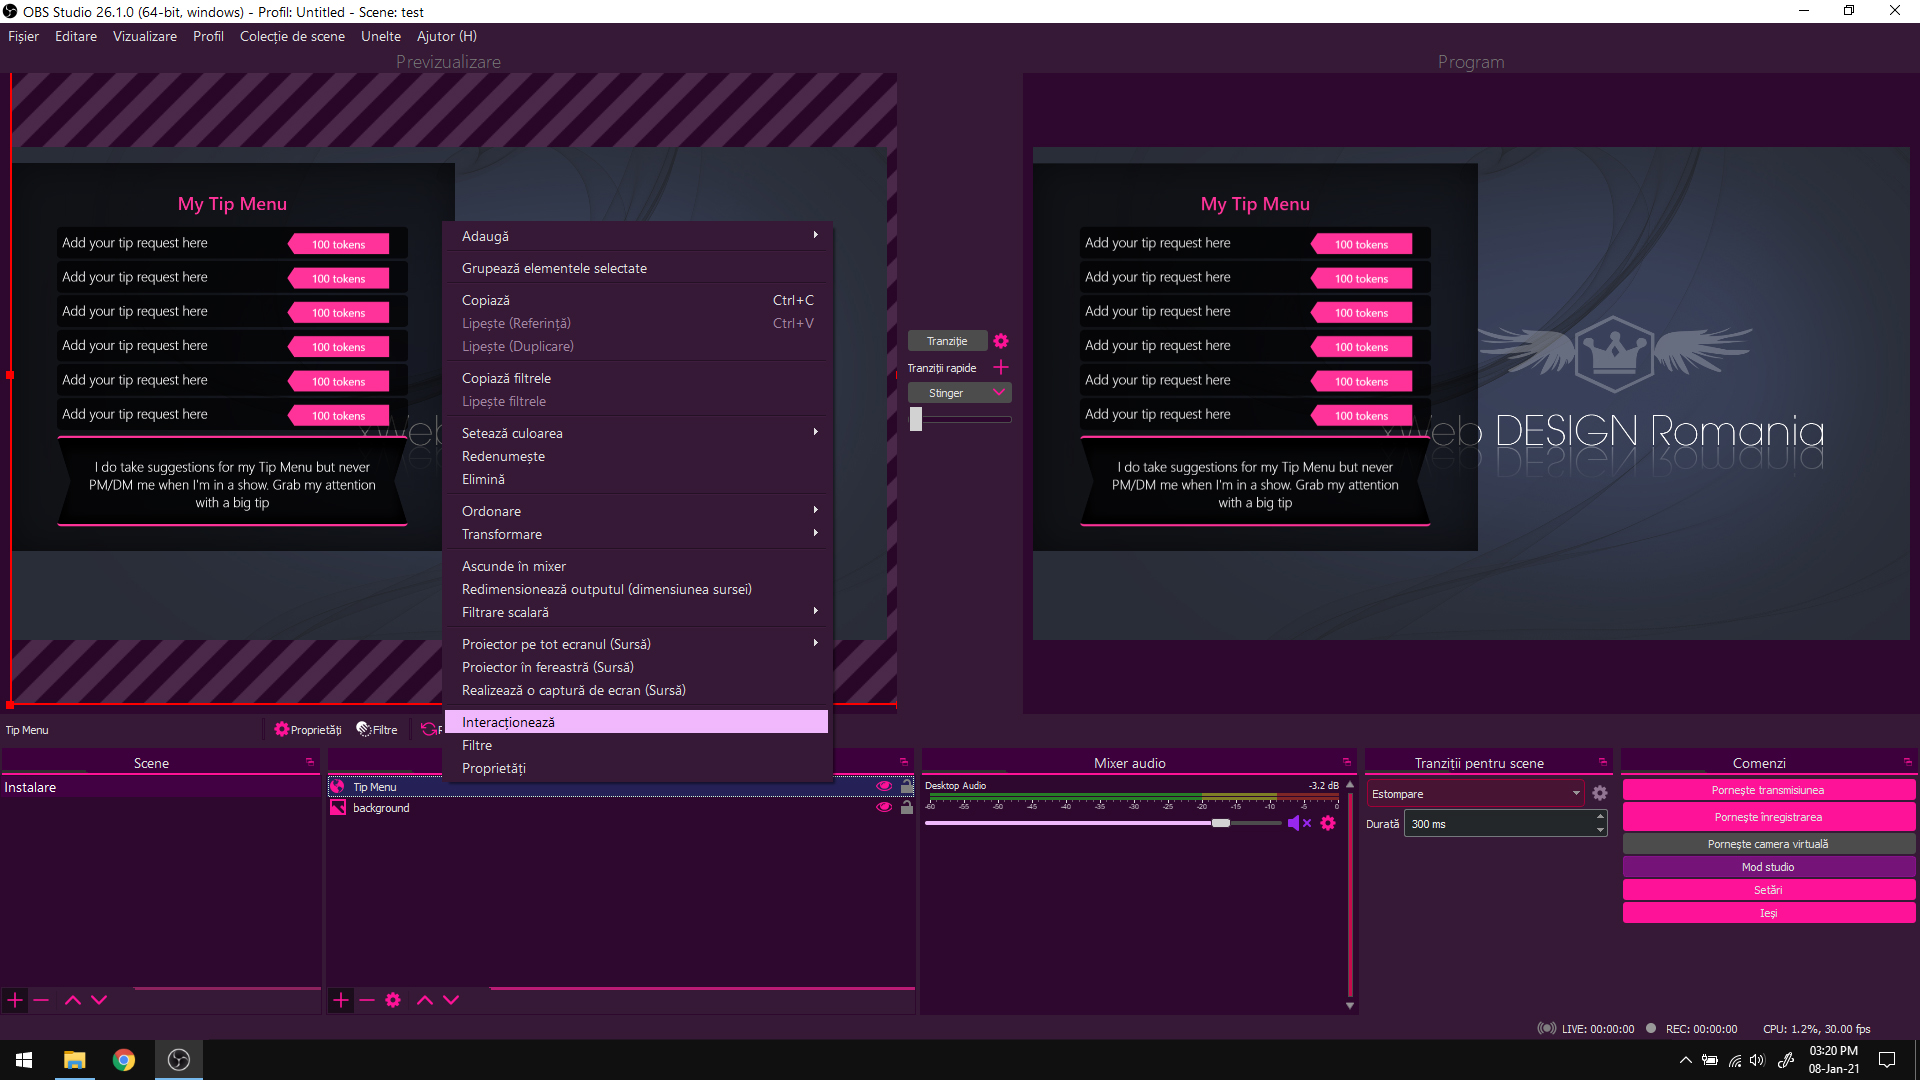 OBS Studio 26.1.0 (64-bit, windows) - Profil: Untitled - Scene: test
Fișier Editare Vizualizare Profil Colecție de scene Unelte Ajutor (H)
Previzualizare
My Tip Menu
Add your tip request here 100 tokens
Add your tip request here 100 tokens
Add your tip request here 100 tokens
Add your tip request here 100 tokens
Add your tip request here 100 tokens
Add your tip request here 100 tokens
xWeb
I do take suggestions for my Tip Menu but never
PM/DM me when I'm in a show. Grab my attention
with a big tip
Adaugă
Grupează elementele selectate
Copiază Ctrl+C
Lipește (Referință) Ctrl+V
Lipește (Duplicare)
Copiază filtrele
Lipește filtrele
Setează culoarea
Redenumește
Elimină
Ordonare
Transformare
Ascunde în mixer
Redimensionează outputul (dimensiunea sursei)
Filtrare scalară
Proiector pe tot ecranul (Sursă)
Proiector în fereastră (Sursă)
Realizează o captură de ecran (Sursă)
Interacționează
Filtre
Proprietăți
Tranziție
Tranziții rapide
Stinger
Program
My Tip Menu
Add your tip request here 100 tokens
Add your tip request here 100 tokens
Add your tip request here 100 tokens
Add your tip request here 100 tokens
Add your tip request here 100 tokens
Add your tip request here 100 tokens
xWeb DESIGN Romania
I do take suggestions for my Tip Menu but never
PM/DM me when I'm in a show. Grab my attention
with a big tip
Tip Menu Proprietăți Filtre
Scene
Instalare
Tip Menu
background
Mixer audio
Desktop Audio -3.2 dB
-60 -55 -50 -45 -40 -35 -30 -25 -20 -15 -10 -5 0
Tranziții pentru scene
Estompare
Durată 300 ms
Comenzi
Pornește transmisiunea
Pornește înregistrarea
Pornește camera virtuală
Mod studio
Setări
Ieși
LIVE: 00:00:00 REC: 00:00:00 CPU: 1.2%, 30.00 fps
03:20 PM
08-Jan-21